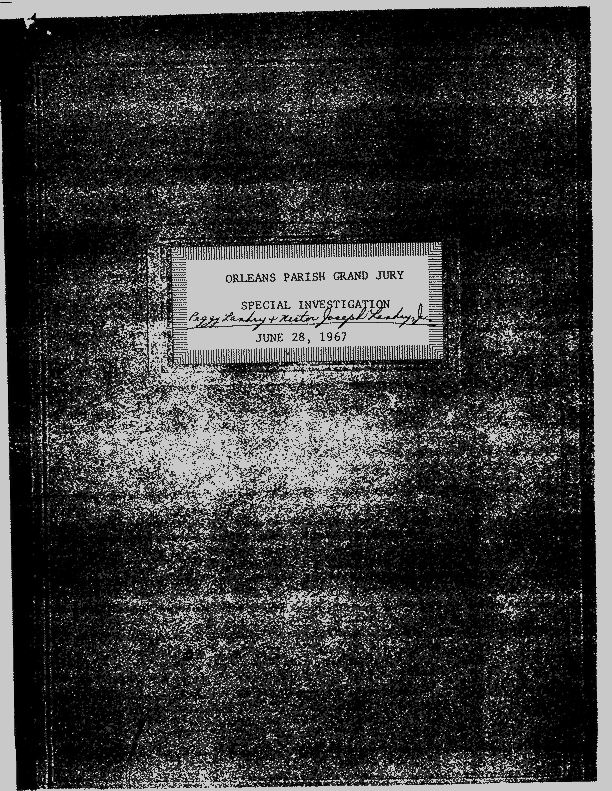 ORLEANS PARISH GRAND JURY
SPECIAL INVESTIGATION
Peggy Landry + Nestor Joseph Landry, Jr.
JUNE 28, 1967